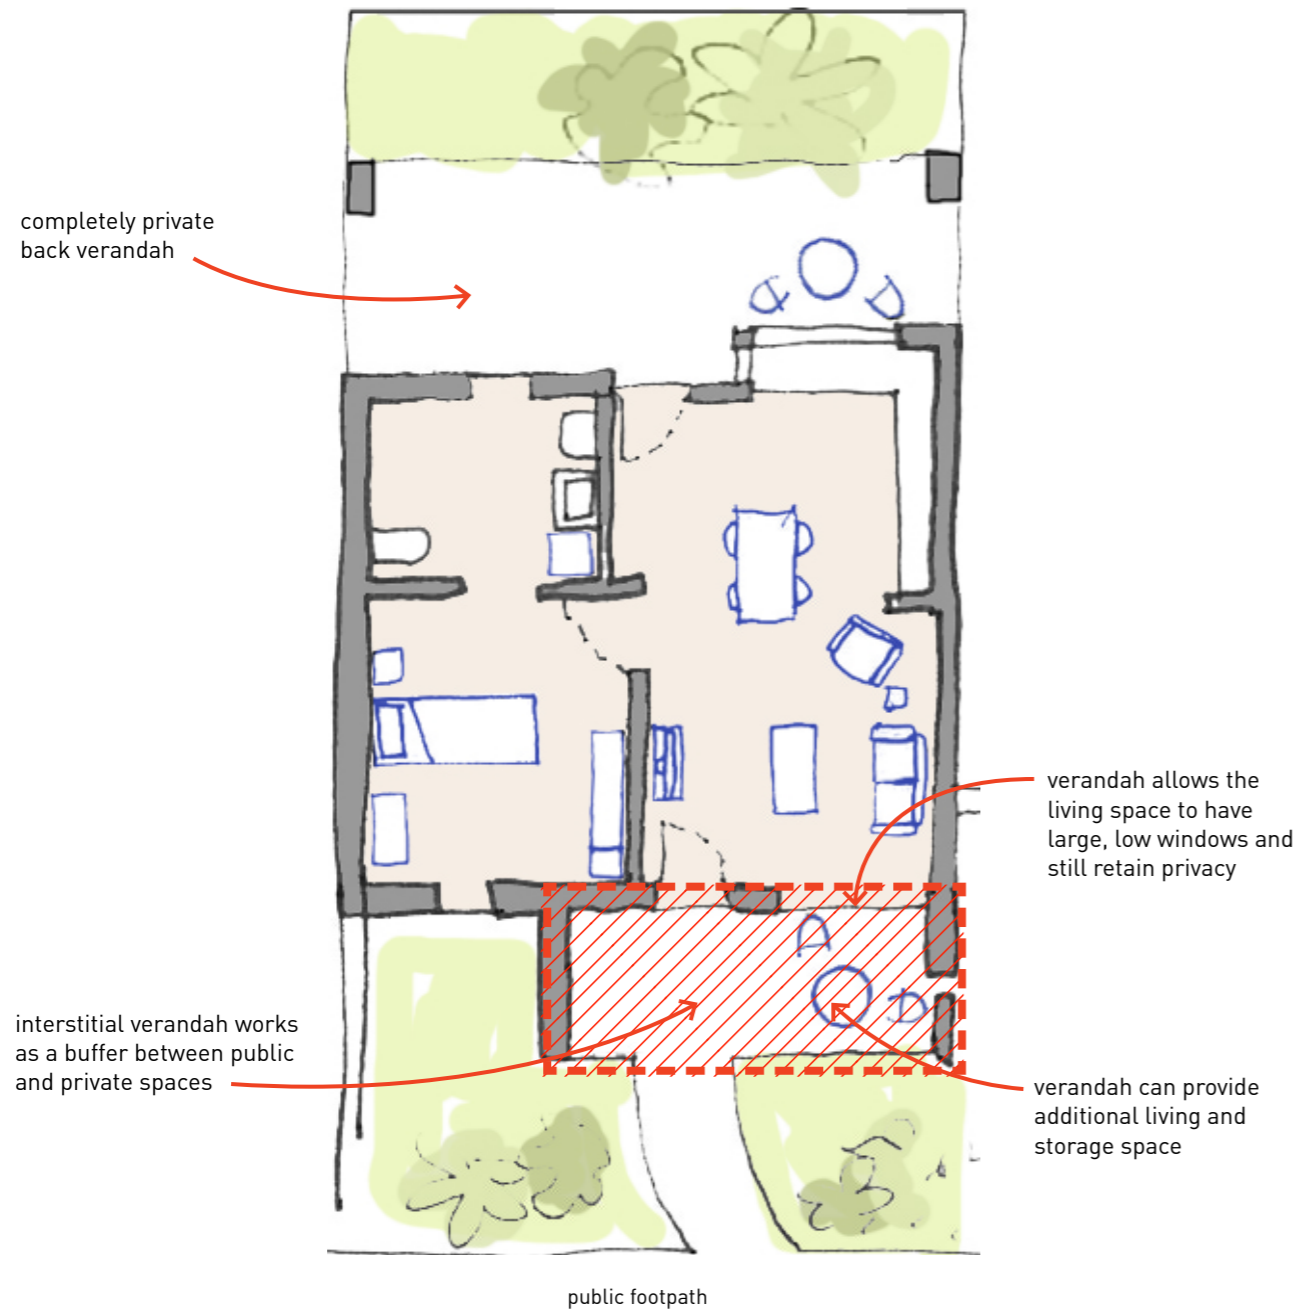 completely private
back verandah
verandah allows the
living space to have
large, low windows and
still retain privacy
interstitial verandah works
as a buffer between public
and private spaces
verandah can provide
additional living and
storage space
public footpath